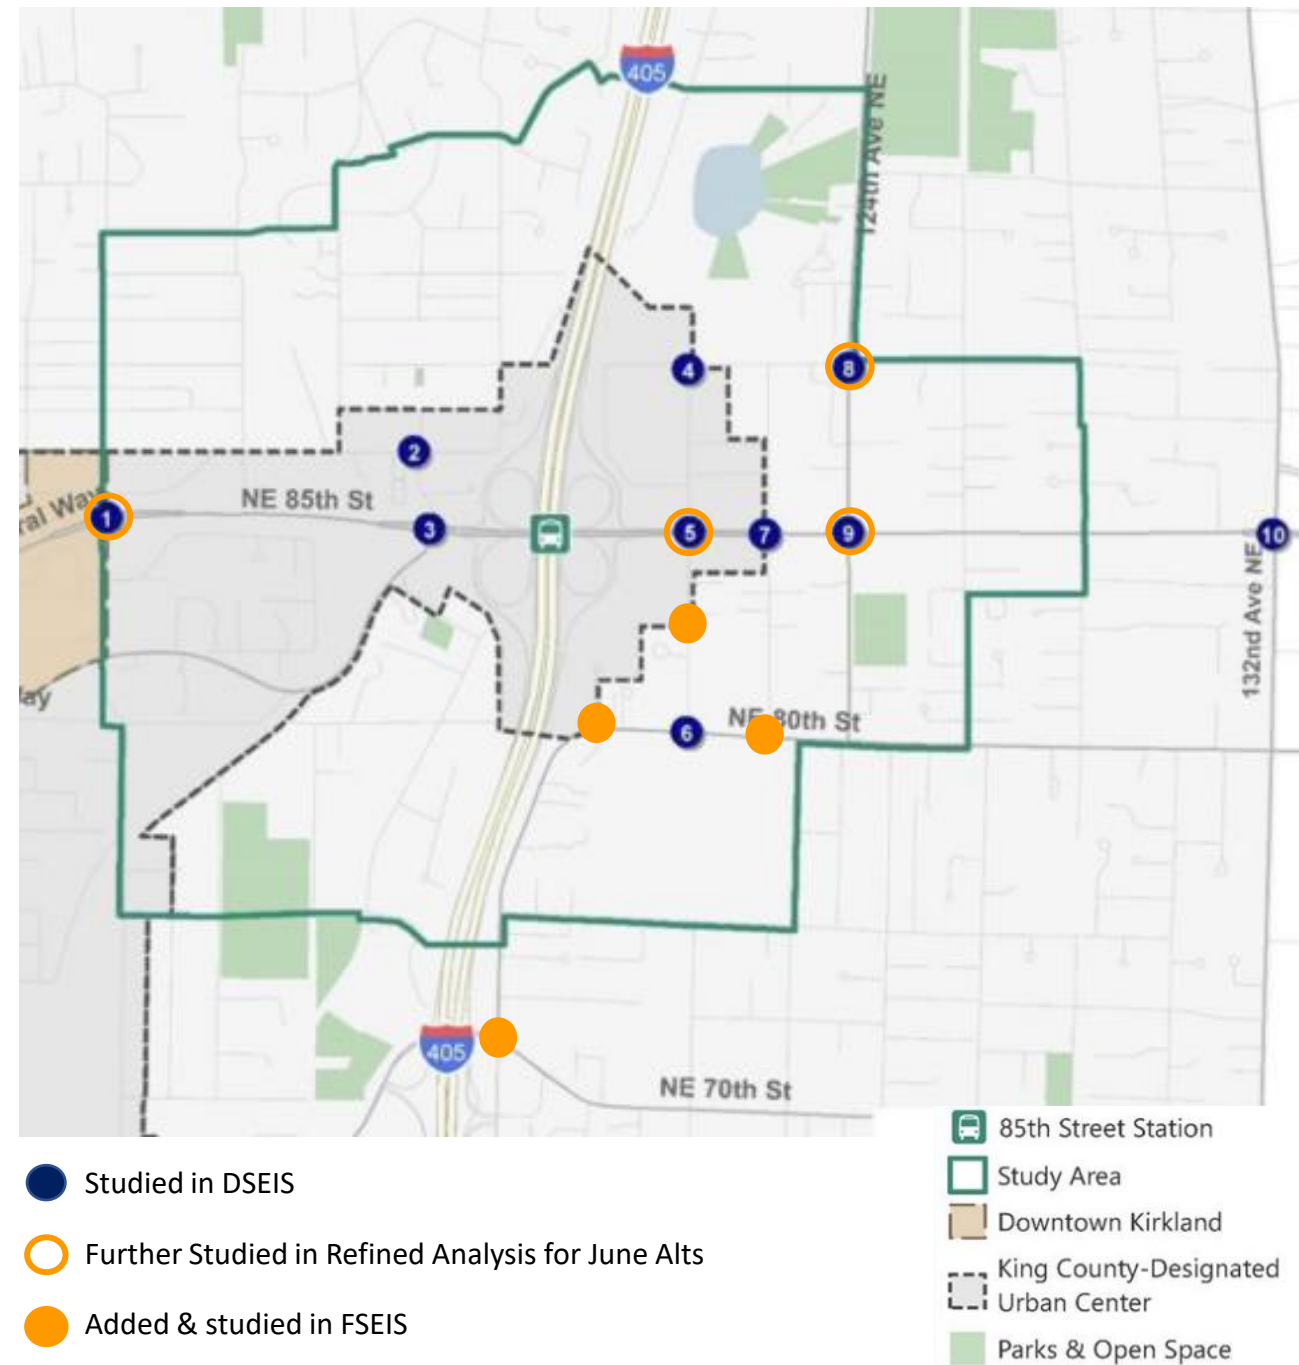 405
124th Ave NE
4
8
2
NE 85th St
ral Way
1
3
5
7
9
10
132nd Ave NE
ay
6
NE 80th St
405
NE 70th St
85th Street Station
Study Area
Downtown Kirkland
King County-Designated
Urban Center
Parks & Open Space
Studied in DSEIS
Further Studied in Refined Analysis for June Alts
Added & studied in FSEIS